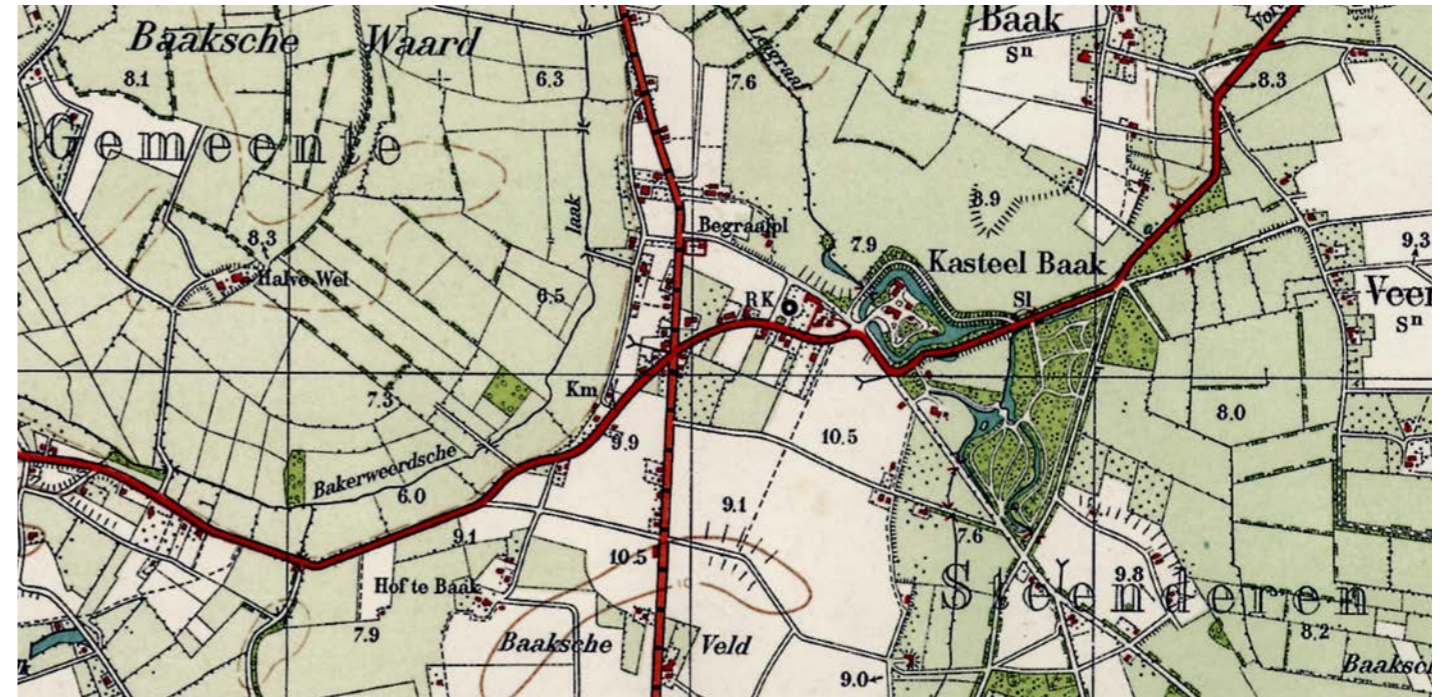 Baaksche Waard
Baak
Sn
8.1
6.3
7.6
Leigraaf
8.3
Gemeente
laak
8.9
8.3
Begraafpl
7.9
9.3
Halve Wel
Kasteel Baak
6.5
R K
Sl
Veer
Sn
7.3
Km
8.0
9.9
10.5
Bakerweerdsche
6.0
9.1
9.1
7.6
10.5
9.8
Hof te Baak
Steenderen
7.9
8.2
Baaksche Veld
Baaksch
9.0